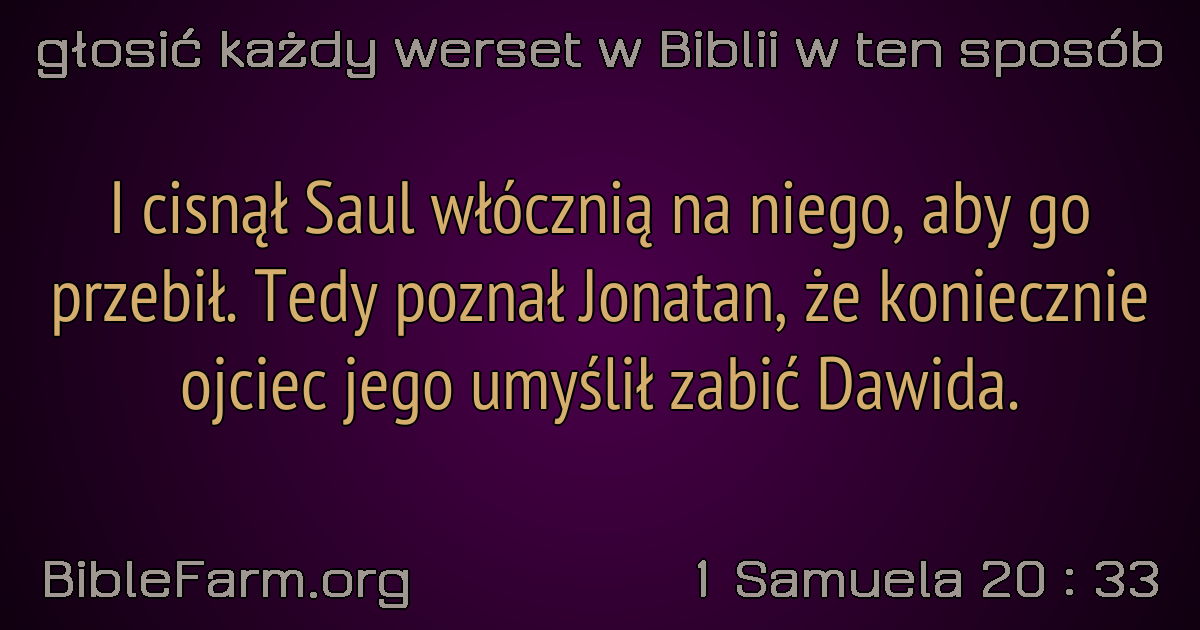 głosić każdy werset w Biblii w ten sposób
I cisnął Saul włócznią na niego, aby go
przebił. Tedy poznał Jonatan, że koniecznie
ojciec jego umyślił zabić Dawida.
BibleFarm.org
1 Samuela 20 : 33